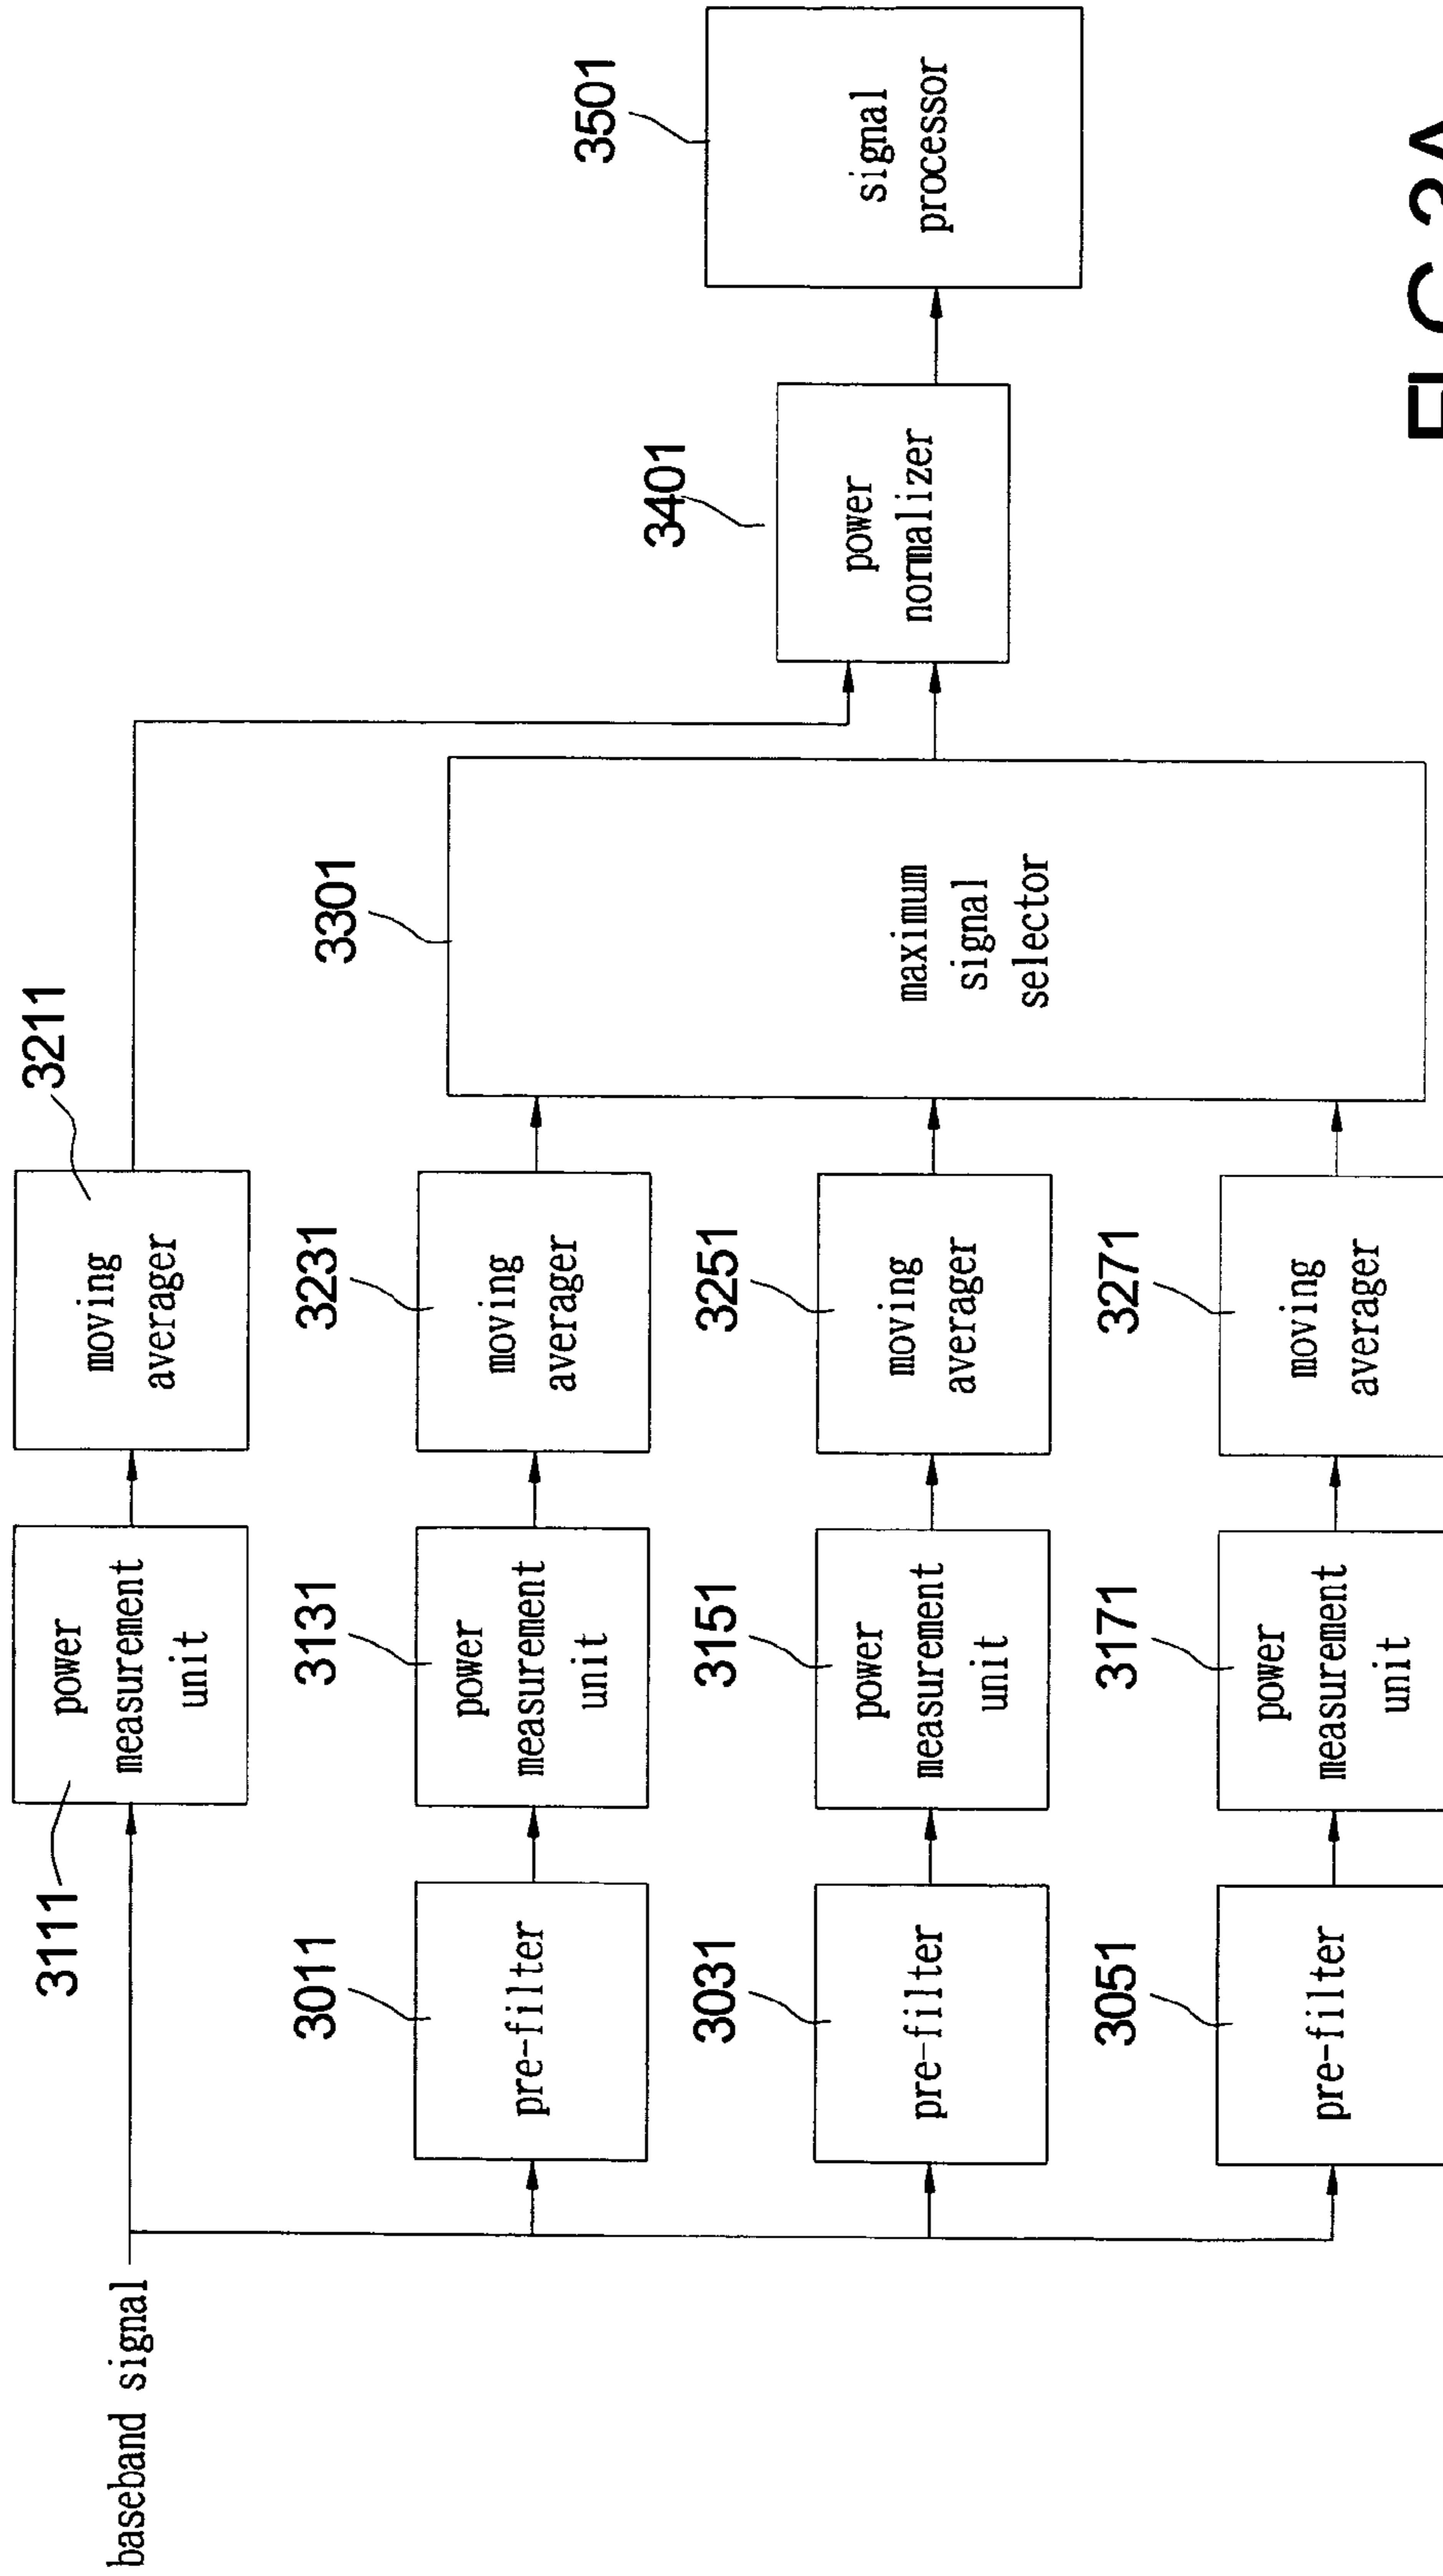 baseband signal
3111
power
measurement
unit
3211
moving
averager
3011
pre-filter
3131
power
measurement
unit
3231
moving
averager
3031
pre-filter
3151
power
measurement
unit
3251
moving
averager
3051
pre-filter
3171
power
measurement
unit
3271
moving
averager
3301
maximum
signal
selector
3401
power
normalizer
3501
signal
processor